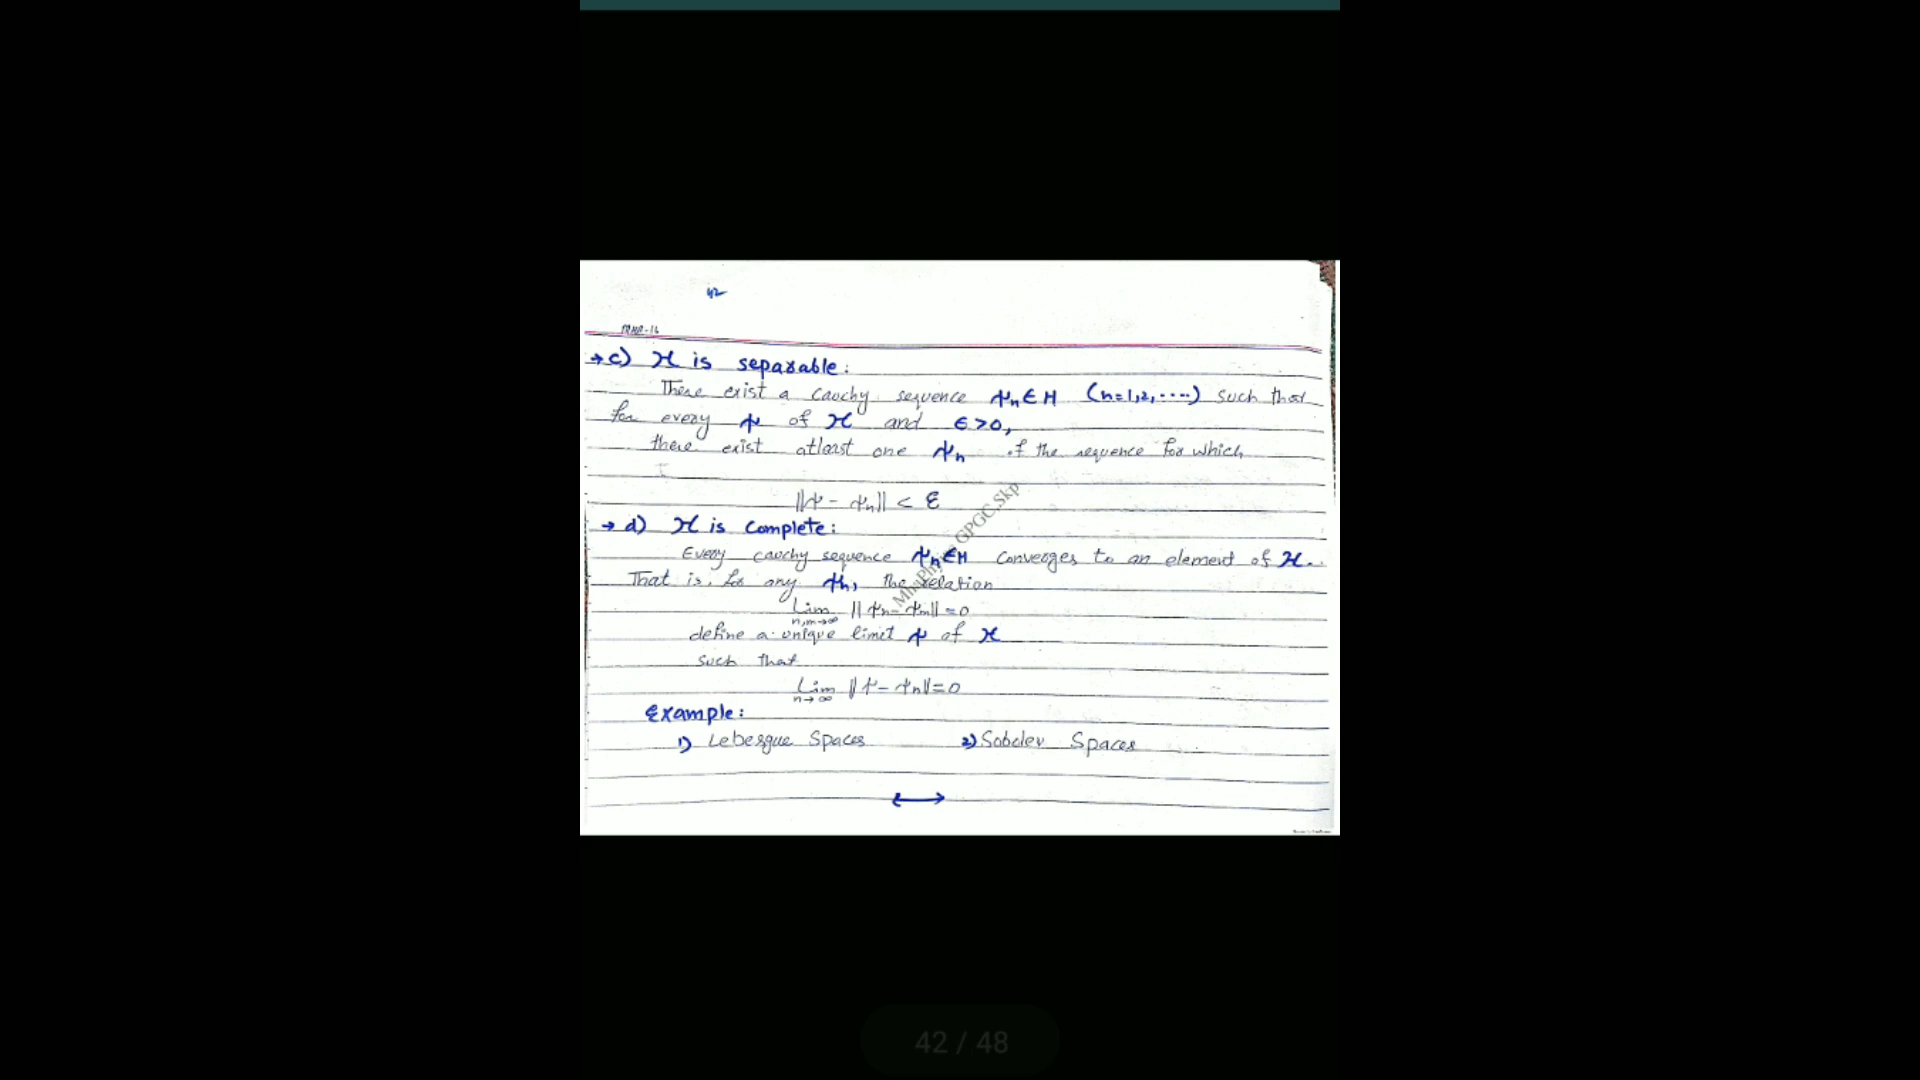 42
→ c) H is separable:
There exist a cauchy sequence ψn∈H (n=1,2,....) such that
for every ψ of H and ϵ>0,
there exist atleast one ψn of the sequence for which
||ψ - ψn|| < ε
→ d) H is complete:
Every cauchy sequence ψn∈H Converges to an element of H.
That is, for any ψn, the relation
Lim ||ψn-ψm||=0
n,m→∞
define a unique limit ψ of H
such that
Lim ||ψ-ψn||=0
n→∞
Example:
1) Lebesgue Spaces 2) Sobolev Spaces
GPGC.Skp
42 / 48